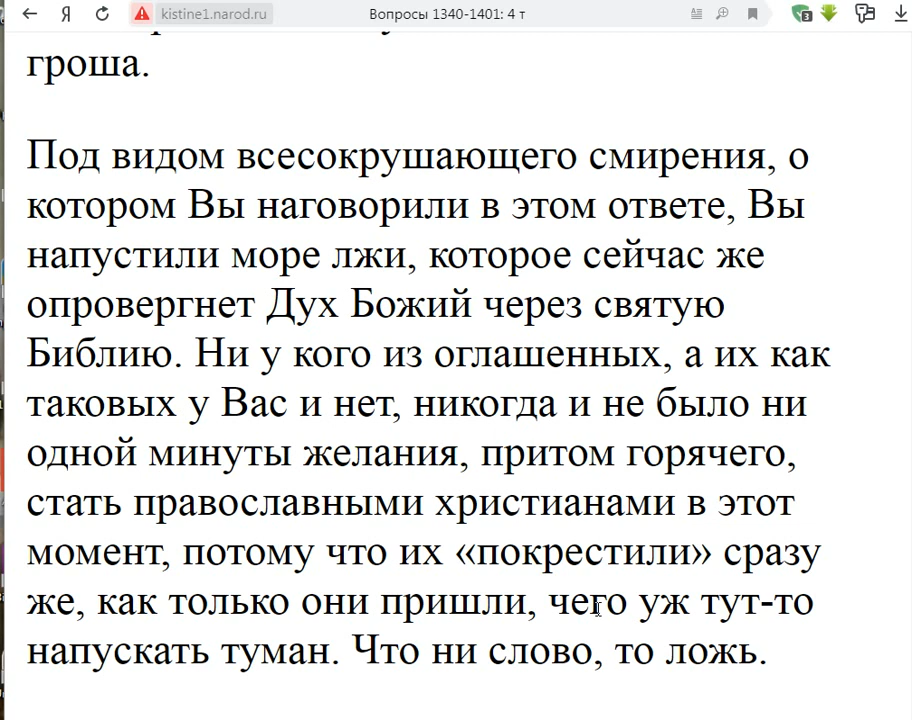 kistine1.narod.ru
Вопросы 1340-1401: 4 т
3
гроша.
Под видом всесокрушающего смирения, о
котором Вы наговорили в этом ответе, Вы
напустили море лжи, которое сейчас же
опровергнет Дух Божий через святую
Библию. Ни у кого из оглашенных, а их как
таковых у Вас и нет, никогда и не было ни
одной минуты желания, притом горячего,
стать православными христианами в этот
момент, потому что их «покрестили» сразу
же, как только они пришли, чего уж тут-то
напускать туман. Что ни слово, то ложь.